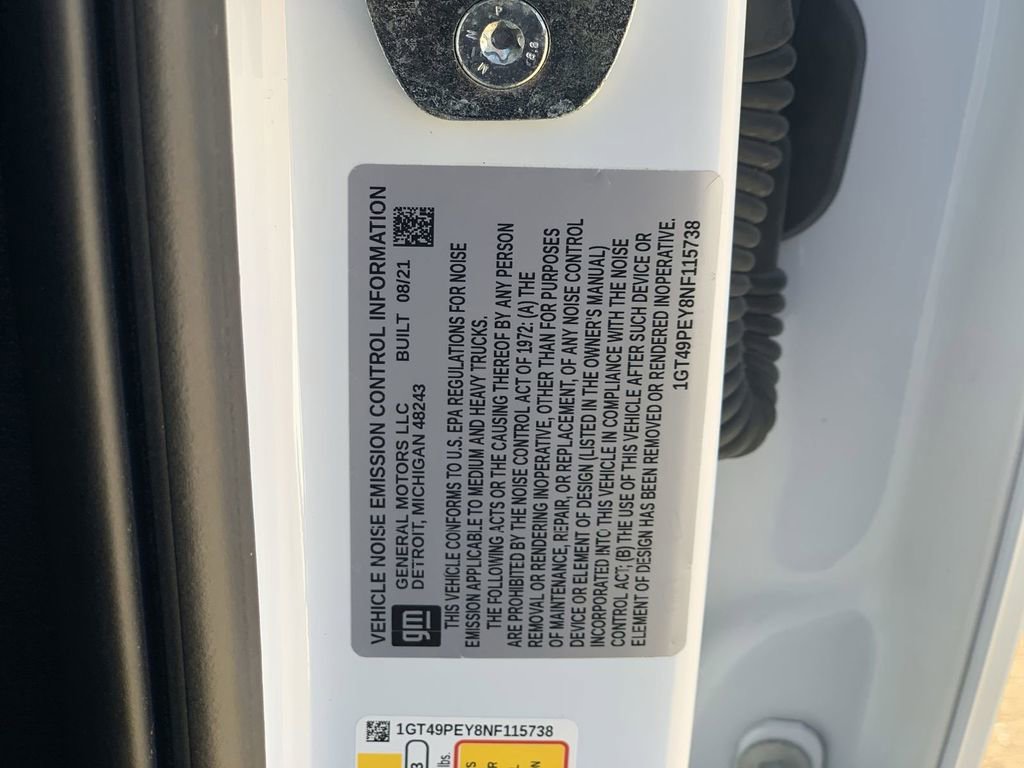 VEHICLE NOISE EMISSION CONTROL INFORMATION
gm
GENERAL MOTORS LLC BUILT 08/21
DETROIT, MICHIGAN 48243
THIS VEHICLE CONFORMS TO U.S. EPA REGULATIONS FOR NOISE
EMISSION APPLICABLE TO MEDIUM AND HEAVY TRUCKS.
THE FOLLOWING ACTS OR THE CAUSING THEREOF BY ANY PERSON
ARE PROHIBITED BY THE NOISE CONTROL ACT OF 1972: (A) THE
REMOVAL OR RENDERING INOPERATIVE, OTHER THAN FOR PURPOSES
OF MAINTENANCE, REPAIR, OR REPLACEMENT, OF ANY NOISE CONTROL
DEVICE OR ELEMENT OF DESIGN (LISTED IN THE OWNER'S MANUAL)
INCORPORATED INTO THIS VEHICLE IN COMPLIANCE WITH THE NOISE
CONTROL ACT; (B) THE USE OF THIS VEHICLE AFTER SUCH DEVICE OR
ELEMENT OF DESIGN HAS BEEN REMOVED OR RENDERED INOPERATIVE.
1GT49PEY8NF115738
1GT49PEY8NF115738
lbs.